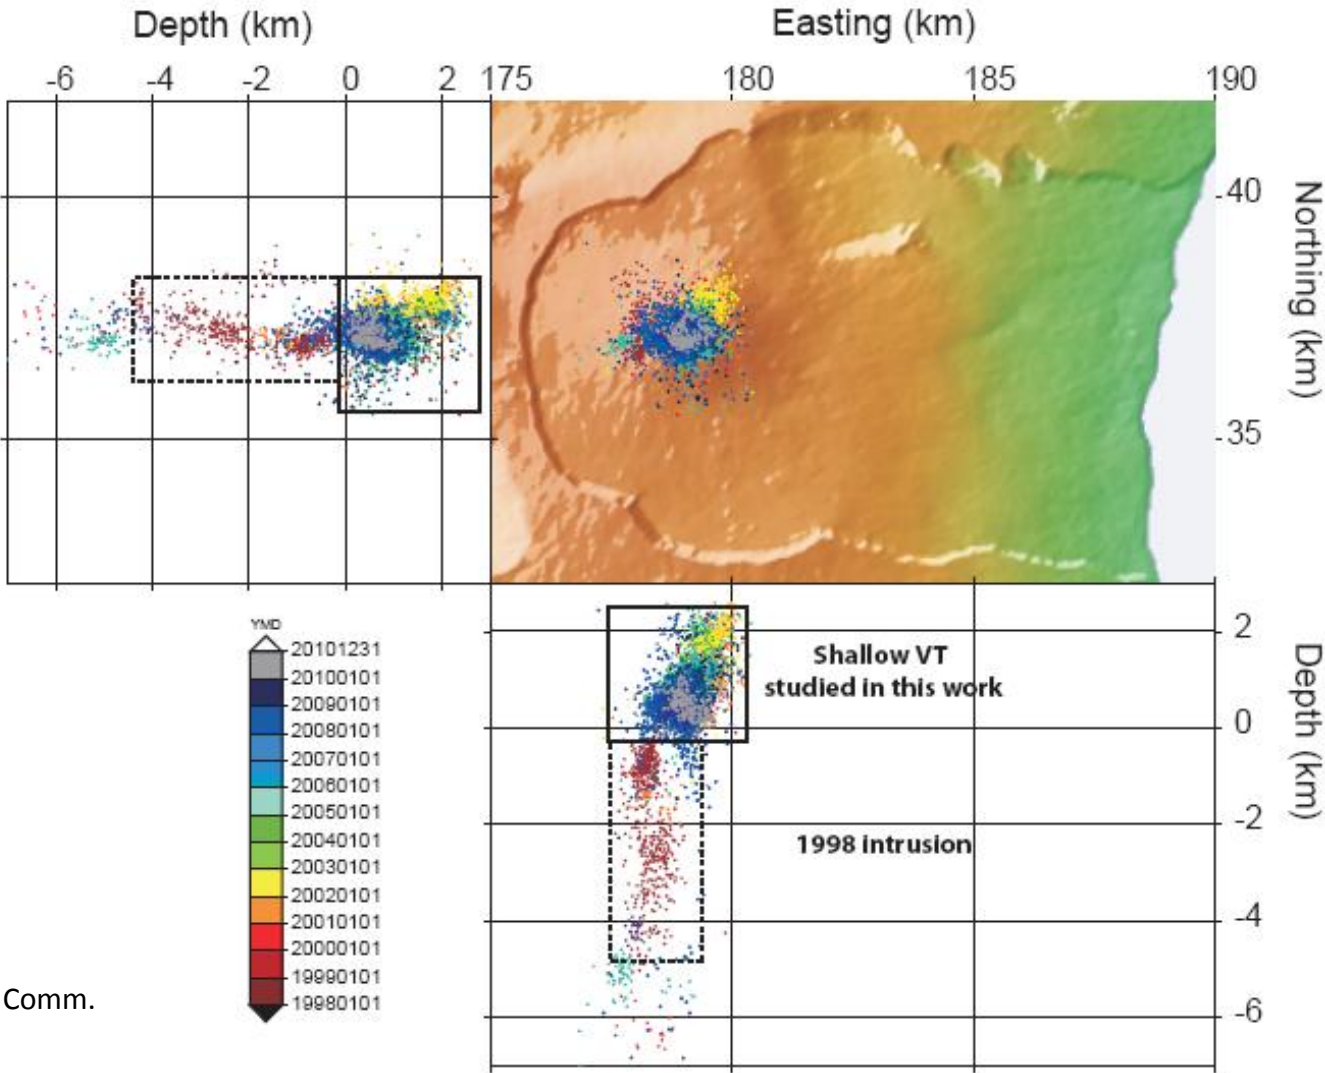 Depth (km)
Easting (km)
-6 -4 -2 0 2 175 180 185 190
40
Northing (km)
35
2
Shallow VT
studied in this work
0
Depth (km)
-2
1998 intrusion
-4
-6
YMD
20101231
20100101
20090101
20080101
20070101
20060101
20050101
20040101
20030101
20020101
20010101
20000101
19990101
19980101
Comm.